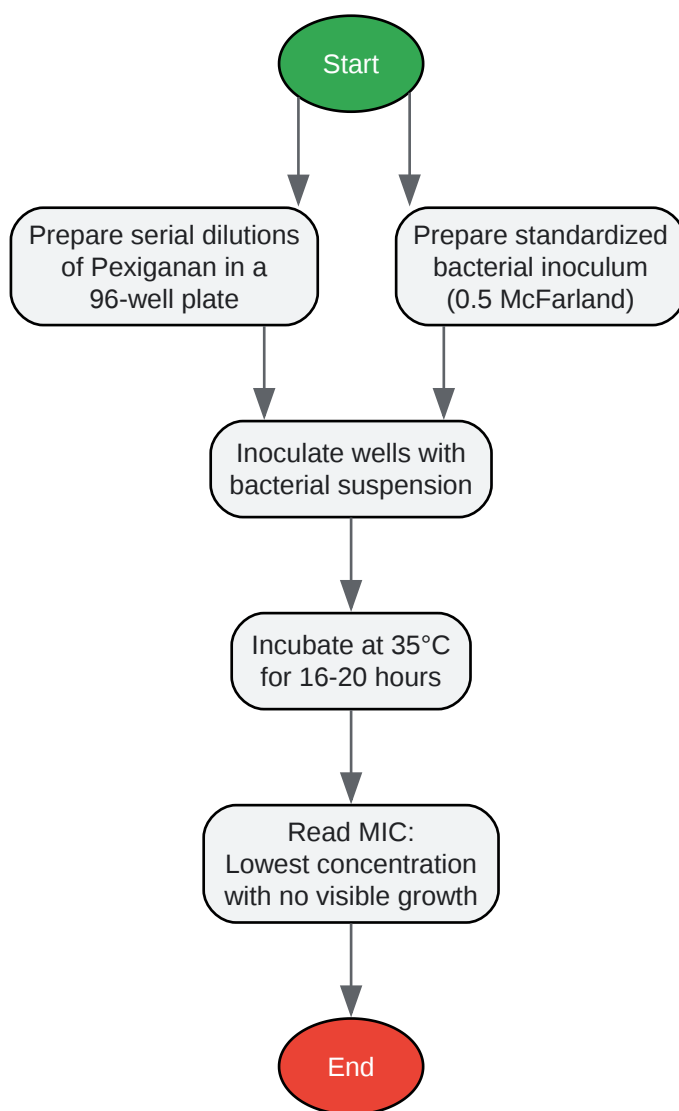 Start
Prepare serial dilutions
of Pexiganan in a
96-well plate
Prepare standardized
bacterial inoculum
(0.5 McFarland)
Inoculate wells with
bacterial suspension
Incubate at 35°C
for 16-20 hours
Read MIC:
Lowest concentration
with no visible growth
End